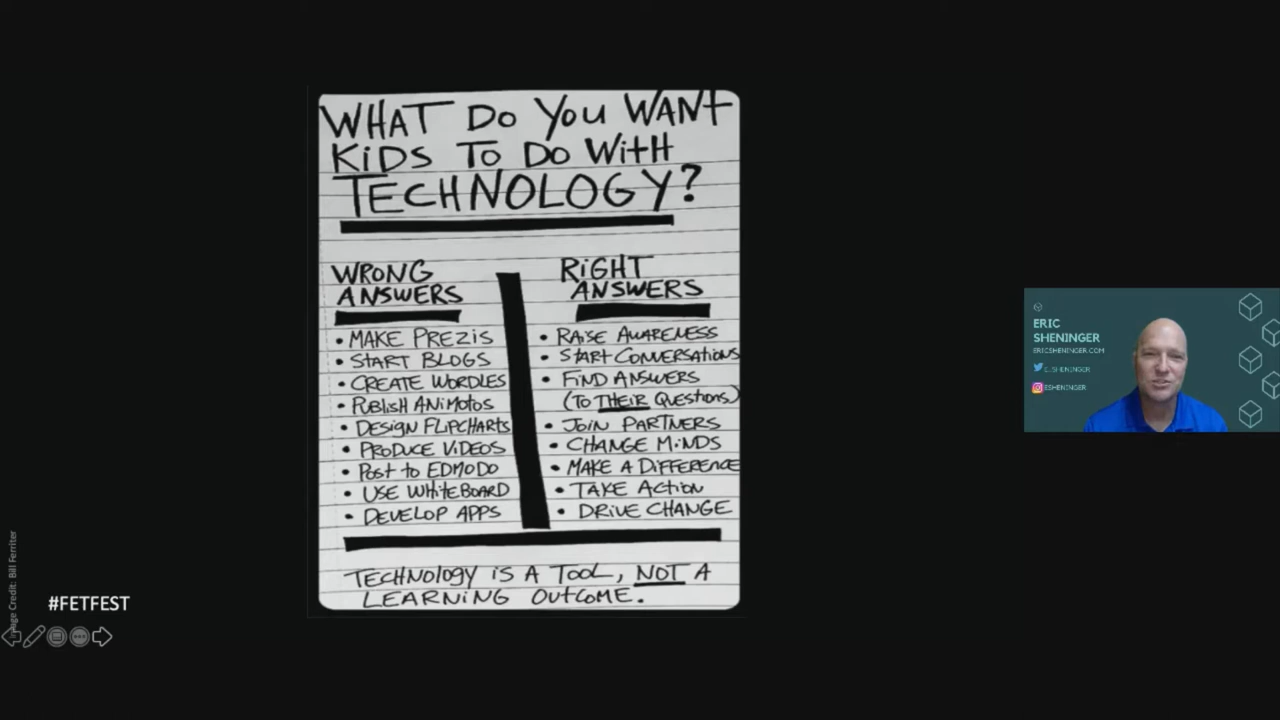 WHAT DO YOU WANT
KIDS TO DO WITH
TECHNOLOGY?
WRONG
ANSWERS
• MAKE PREZIS
• START BLOGS
• CREATE WORDLES
• PUBLISH ANIMOTOS
• DESIGN FLIPCHARTS
• PRODUCE VIDEOS
• POST TO EDMODO
• USE WHITEBOARD
• DEVELOP APPS
RIGHT
ANSWERS
• RAISE AWARENESS
• START CONVERSATIONS
• FIND ANSWERS
(TO THEIR QUESTIONS)
• JOIN PARTNERS
• CHANGE MINDS
• MAKE A DIFFERENCE
• TAKE ACTION
• DRIVE CHANGE
TECHNOLOGY IS A TOOL, NOT A
LEARNING OUTCOME.
ERIC
SHENINGER
ERICSHENINGER.COM
E_SHENINGER
ESHENINGER
Credit: Bill Ferriter
#FETFEST